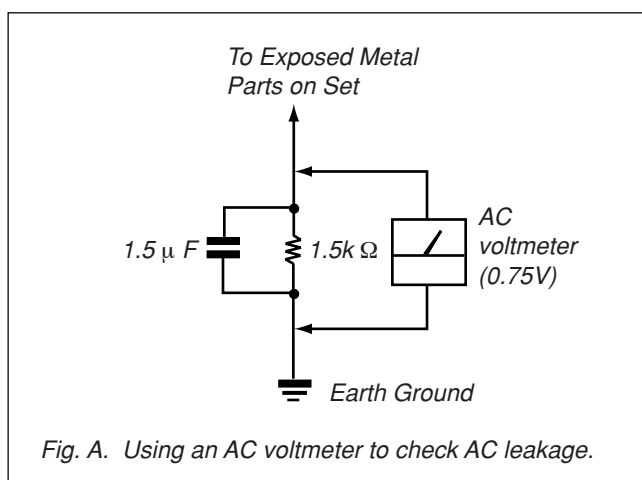 To Exposed Metal
Parts on Set
1.5 μ F
1.5k Ω
AC
voltmeter
(0.75V)
Earth Ground
Fig. A. Using an AC voltmeter to check AC leakage.